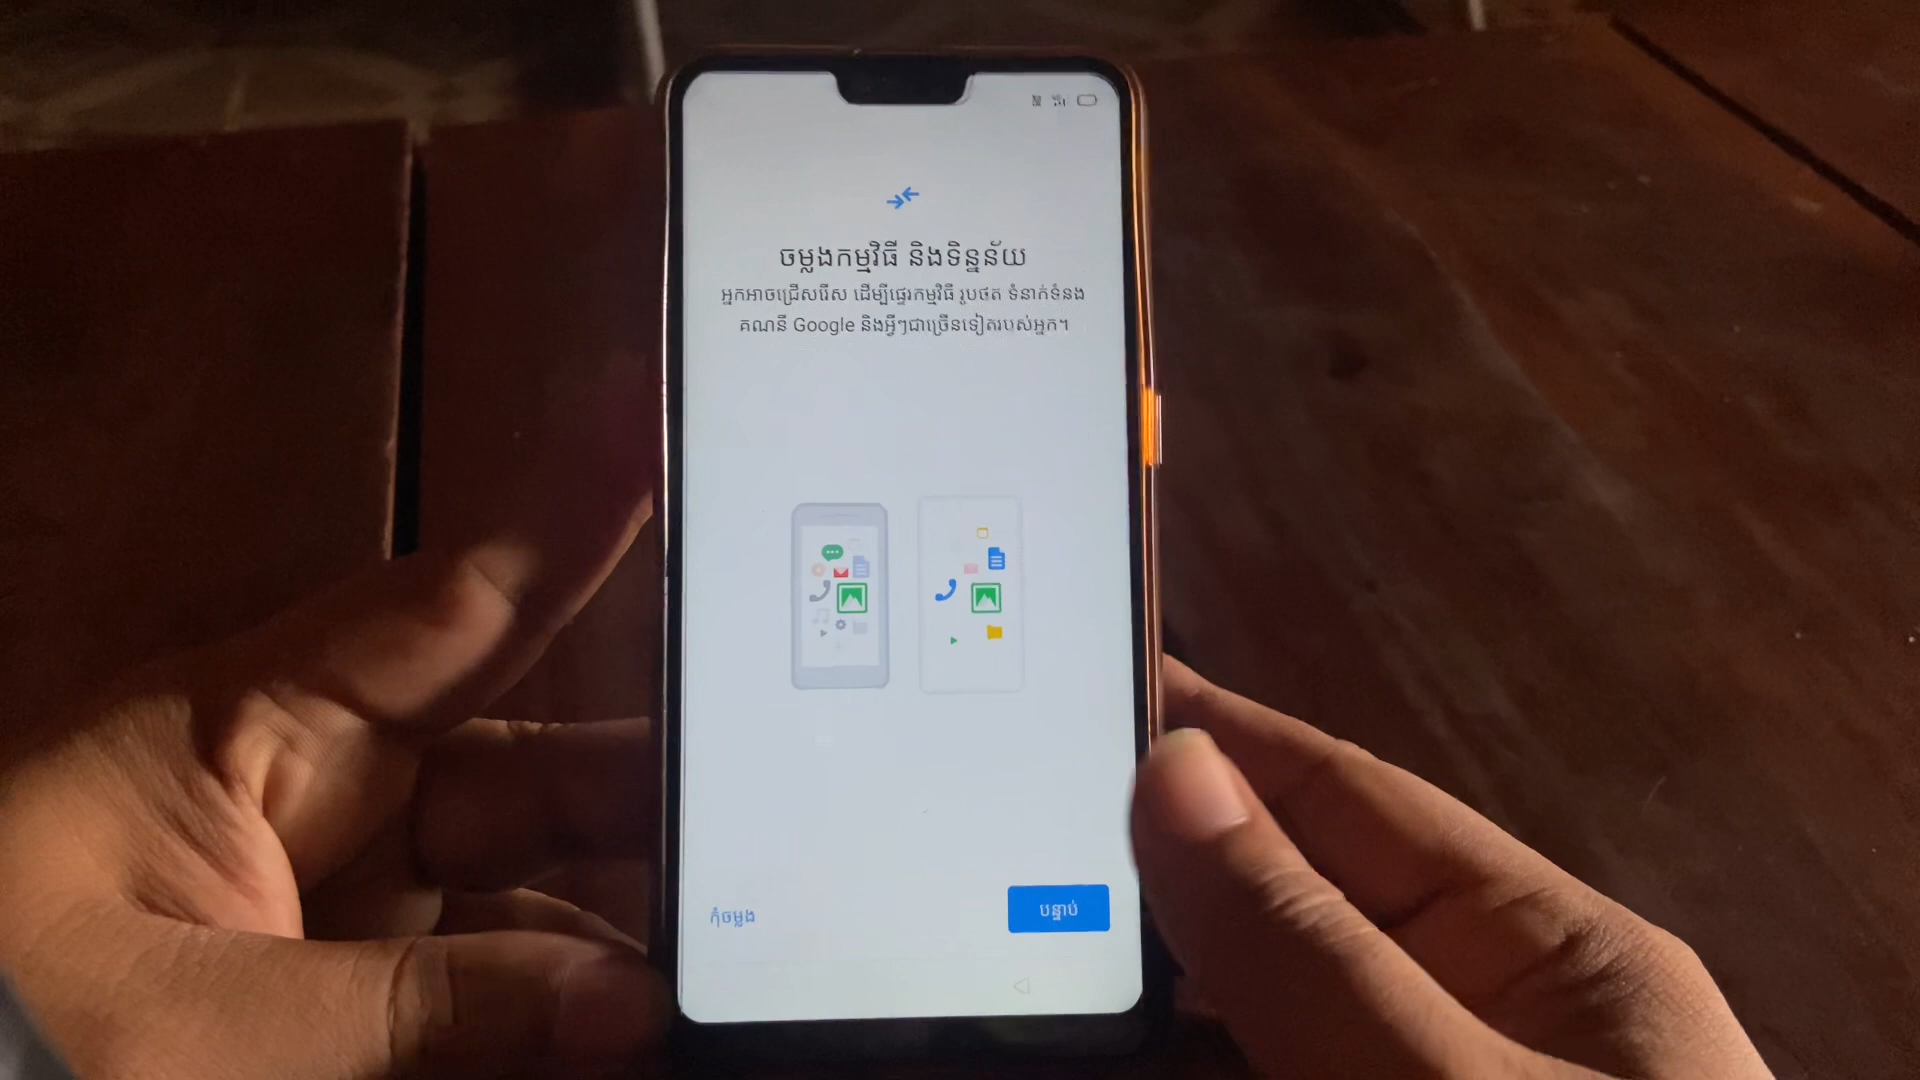 ចម្លងកម្មវិធី និងទិន្នន័យ
អ្នកអាចជ្រើសរើស ដើម្បីផ្ទេរកម្មវិធី រូបថត ទំនាក់ទំនង
គណនី Google និងអ្វីៗជាច្រើនទៀតរបស់អ្នក។
កុំចម្លង
បន្ទាប់